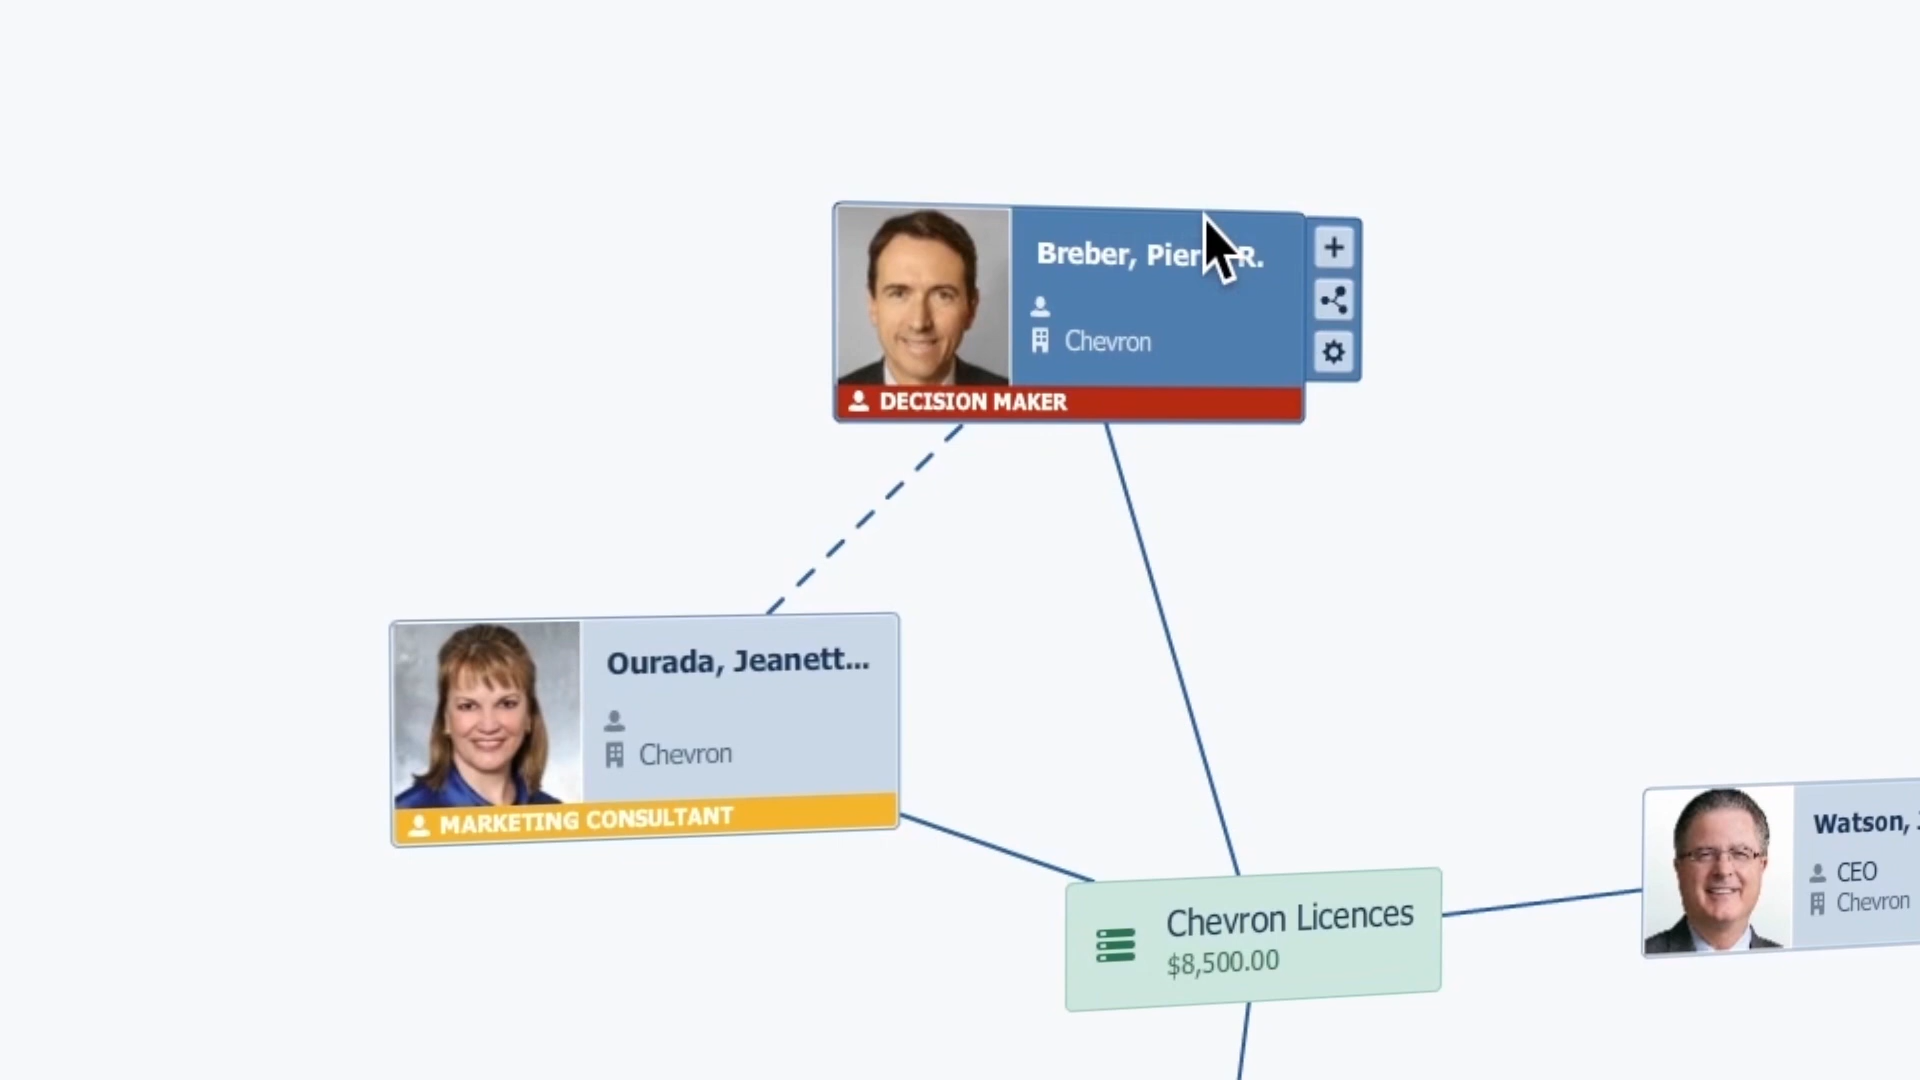 Breber, Pier R.
Chevron
DECISION MAKER
Ourada, Jeanett...
Chevron
MARKETING CONSULTANT
Chevron Licences
$8,500.00
Watson,
CEO
Chevron